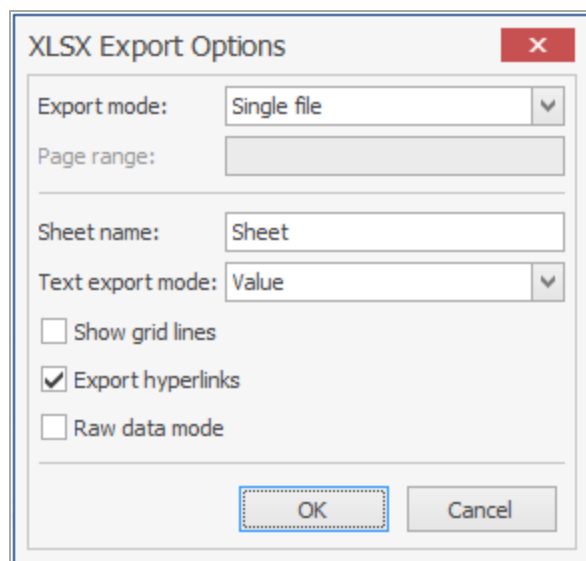 XLSX Export Options
Export mode: Single file
Page range:
Sheet name: Sheet
Text export mode: Value
Show grid lines
Export hyperlinks
Raw data mode
OK Cancel